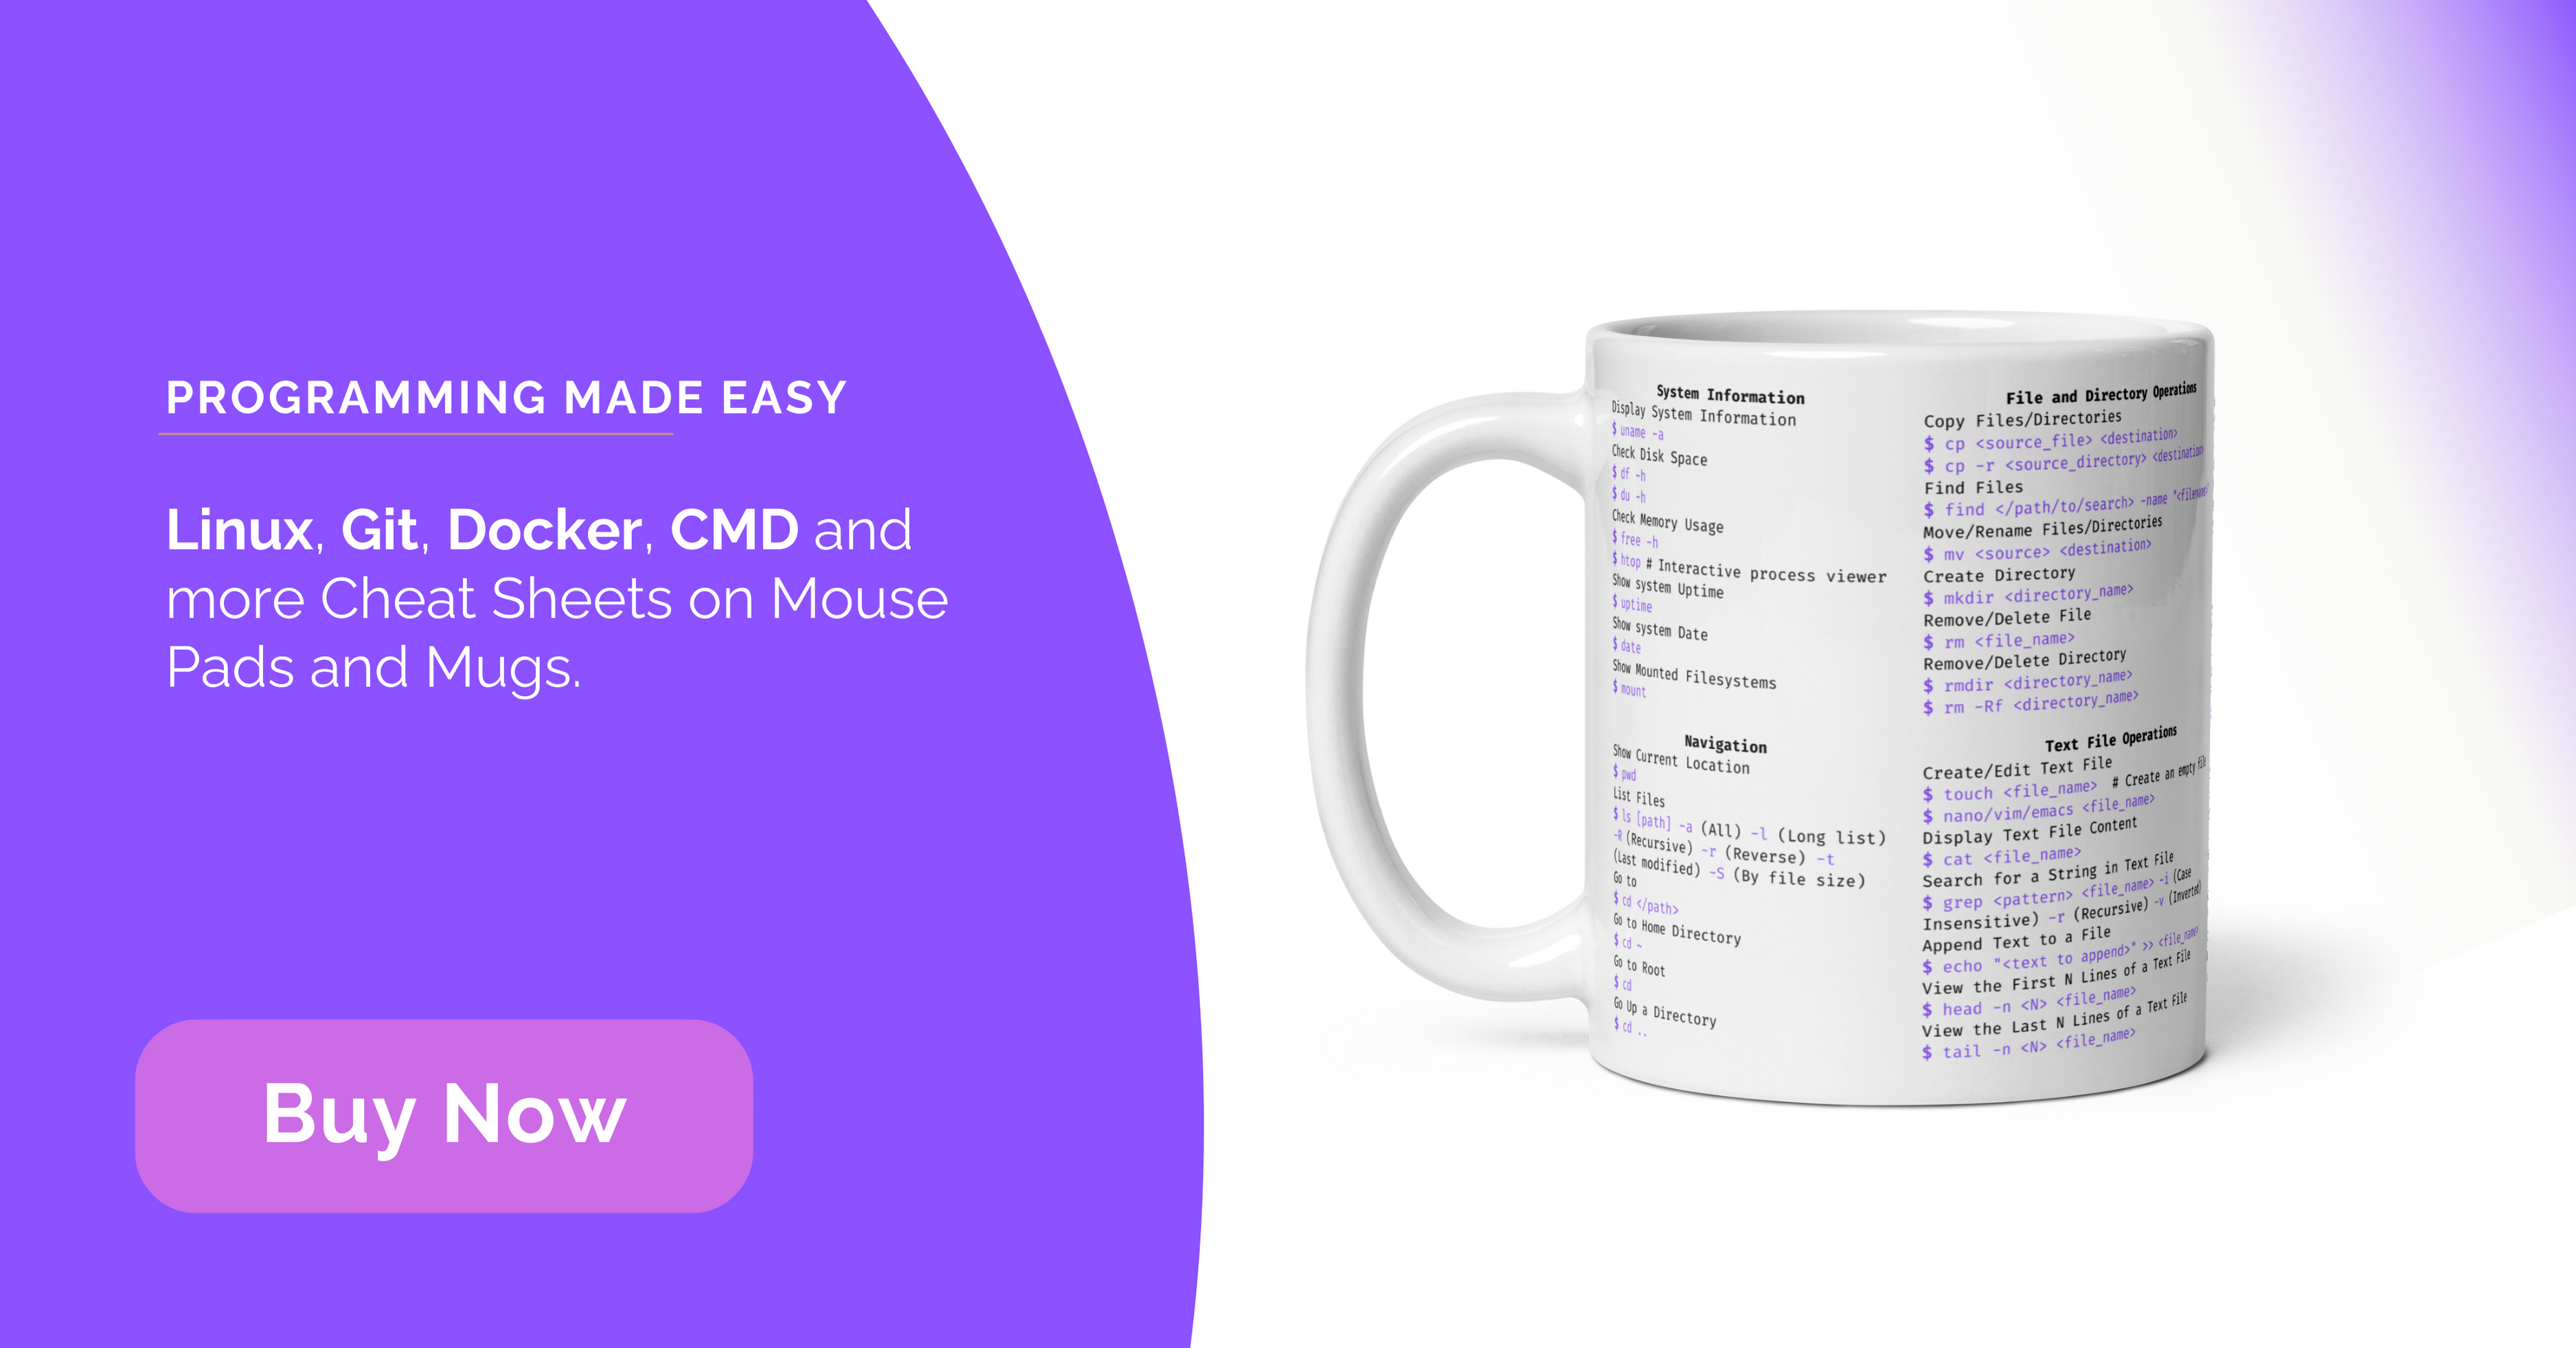 PROGRAMMING MADE EASY
Linux, Git, Docker, CMD and
more Cheat Sheets on Mouse
Pads and Mugs.
Buy Now
System Information
Display System Information
$ uname -a
Check Disk Space
$ df -h
$ du -h
Check Memory Usage
$ free -h
$ htop # Interactive process viewer
Show system Uptime
$ uptime
Show system Date
$ date
Show Mounted Filesystems
$ mount
Navigation
Show Current Location
$ pwd
List Files
$ ls [path] -a (All) -l (Long list)
-R (Recursive) -r (Reverse) -t
(Last modified) -S (By file size)
Go to
$ cd </path>
Go to Home Directory
$ cd ~
Go to Root
$ cd
Go Up a Directory
$ cd ..
File and Directory Operations
Copy Files/Directories
$ cp <source_file> <destination>
$ cp -r <source_directory> <destination>
Find Files
$ find </path/to/search> -name "<filename>
Move/Rename Files/Directories
$ mv <source> <destination>
Create Directory
$ mkdir <directory_name>
Remove/Delete File
$ rm <file_name>
Remove/Delete Directory
$ rmdir <directory_name>
$ rm -Rf <directory_name>
Text File Operations
Create/Edit Text File
$ touch <file_name> # Create an empty file
$ nano/vim/emacs <file_name>
Display Text File Content
$ cat <file_name>
Search for a String in Text File
$ grep <pattern> <file_name> -i (Case
Insensitive) -r (Recursive) -v (Inverted)
Append Text to a File
$ echo "<text to append>" >> <file_name>
View the First N Lines of a Text File
$ head -n <N> <file_name>
View the Last N Lines of a Text File
$ tail -n <N> <file_name>